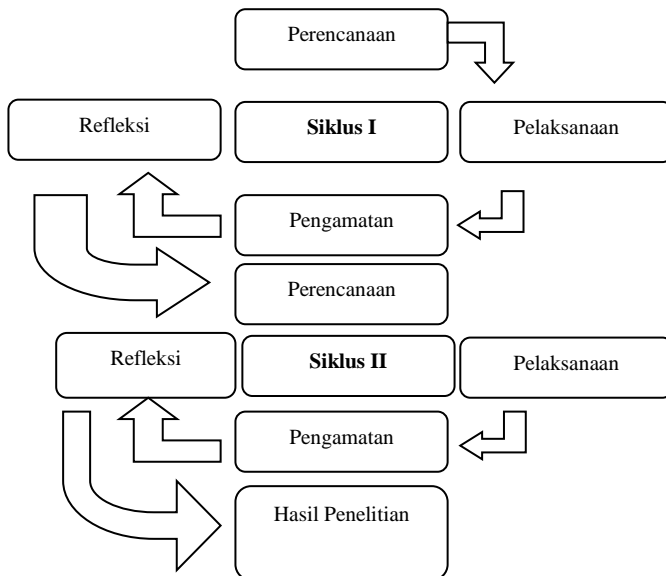 Perencanaan
Refleksi
Siklus I
Pelaksanaan
Pengamatan
Perencanaan
Refleksi
Siklus II
Pelaksanaan
Pengamatan
Hasil Penelitian